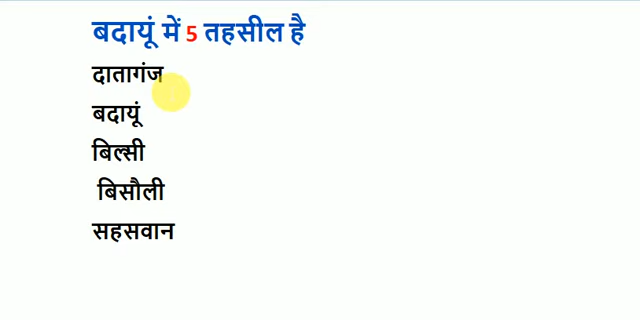 बदायूं में 5 तहसील है
दातागंज
बदायूं
बिल्सी
बिसौली
सहसवान